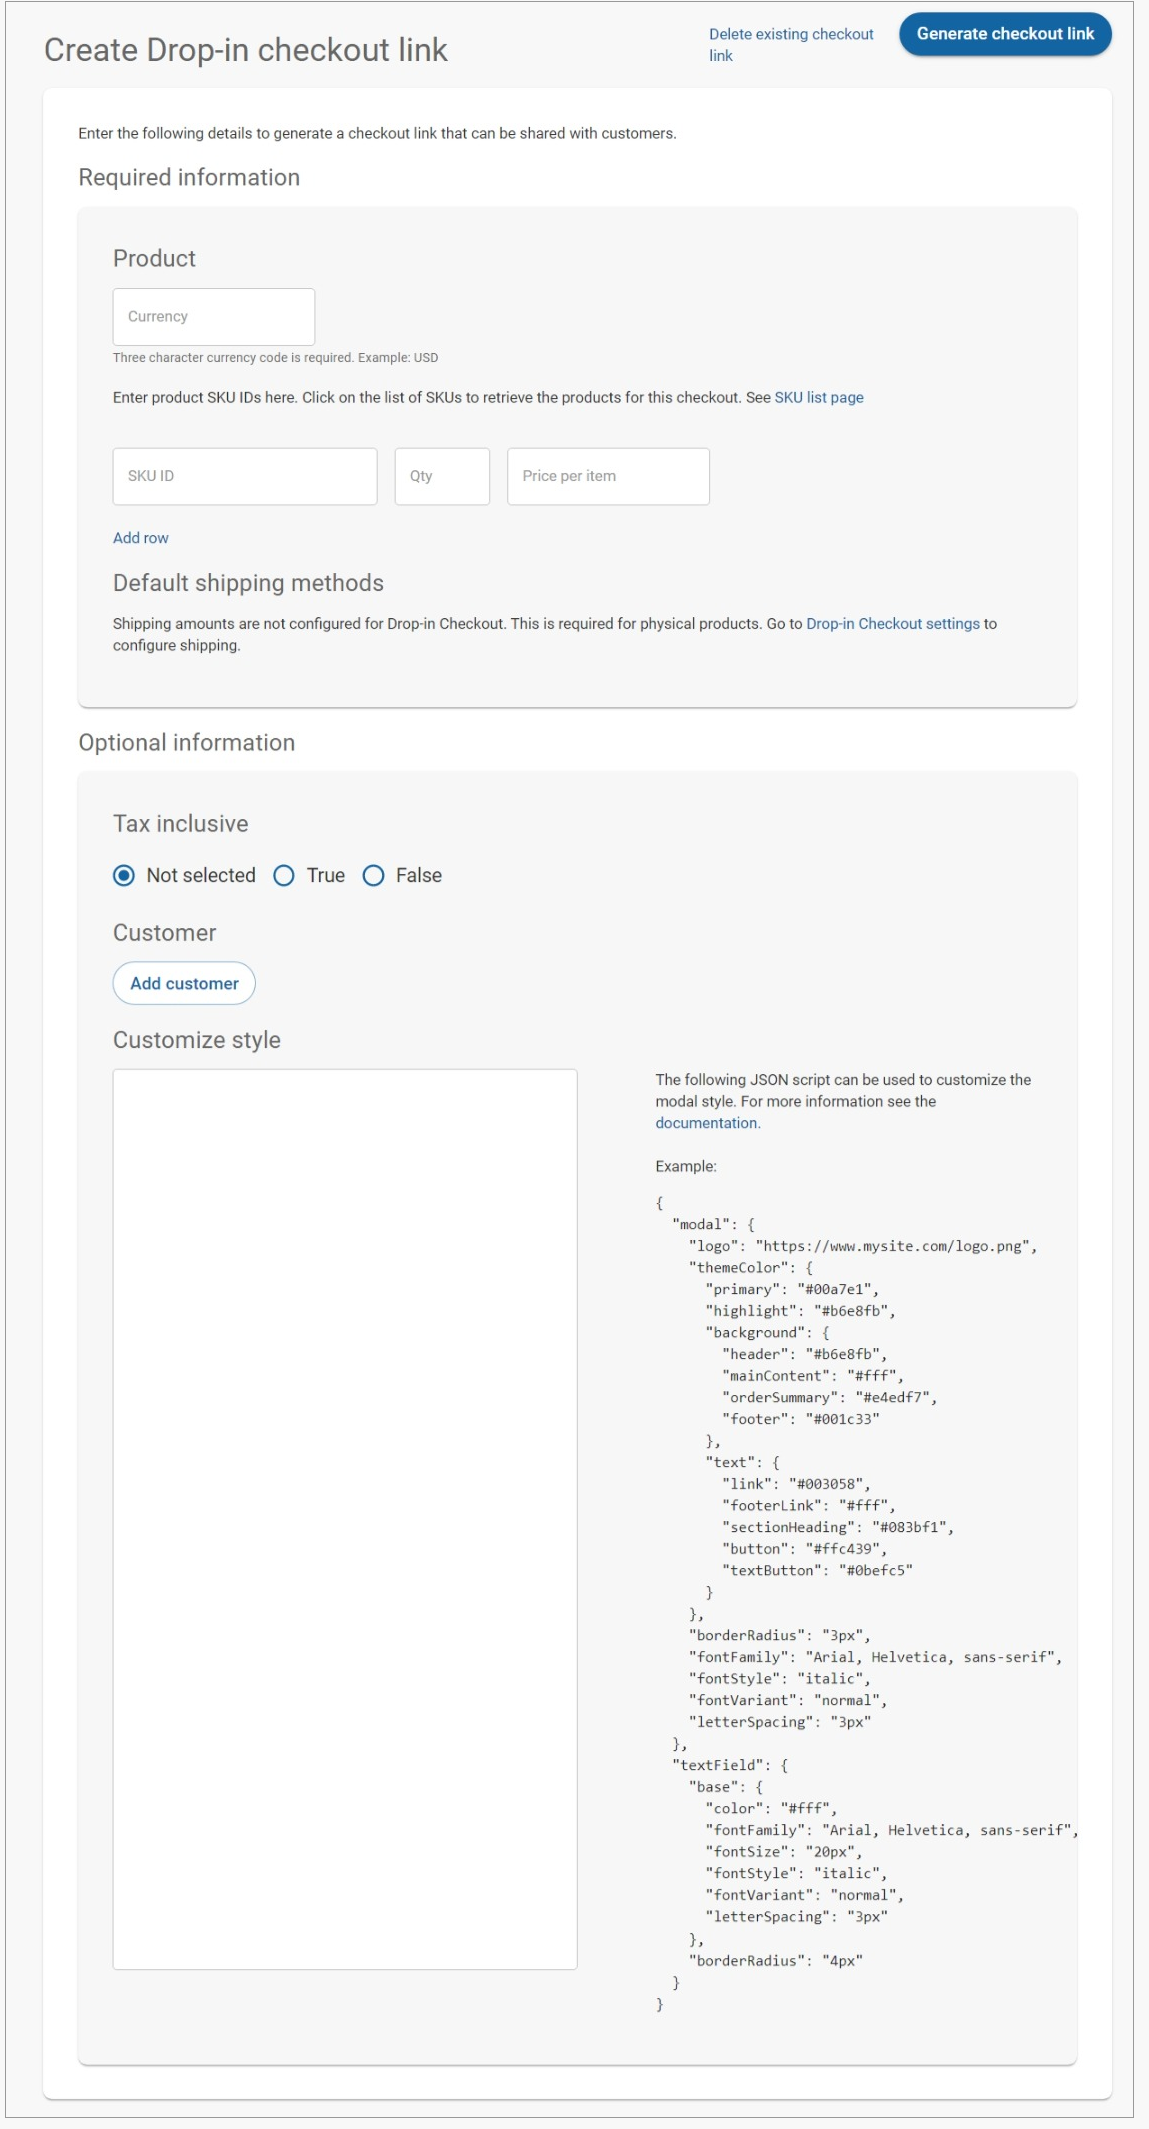 Create Drop-in checkout link
Delete existing checkout
link
Generate checkout link
Enter the following details to generate a checkout link that can be shared with customers.
Required information
Product
Currency
Three character currency code is required. Example: USD
Enter product SKU IDs here. Click on the list of SKUs to retrieve the products for this checkout. See SKU list page
SKU ID
Qty
Price per item
Add row
Default shipping methods
Shipping amounts are not configured for Drop-in Checkout. This is required for physical products. Go to Drop-in Checkout settings to
configure shipping.
Optional information
Tax inclusive
Not selected
True
False
Customer
Add customer
Customize style
The following JSON script can be used to customize the
modal style. For more information see the
documentation.
Example:
{
"modal": {
"logo": "https://www.mysite.com/logo.png",
"themeColor": {
"primary": "#00a7e1",
"highlight": "#b6e8fb",
"background": {
"header": "#b6e8fb",
"mainContent": "#fff",
"orderSummary": "#e4edf7",
"footer": "#001c33"
},
"text": {
"link": "#003058",
"footerLink": "#fff",
"sectionHeading": "#083bf1",
"button": "#ffc439",
"textButton": "#0befc5"
}
},
"borderRadius": "3px",
"fontFamily": "Arial, Helvetica, sans-serif",
"fontStyle": "italic",
"fontVariant": "normal",
"letterSpacing": "3px"
},
"textField": {
"base": {
"color": "#fff",
"fontFamily": "Arial, Helvetica, sans-serif",
"fontSize": "20px",
"fontStyle": "italic",
"fontVariant": "normal",
"letterSpacing": "3px"
},
"borderRadius": "4px"
}
}